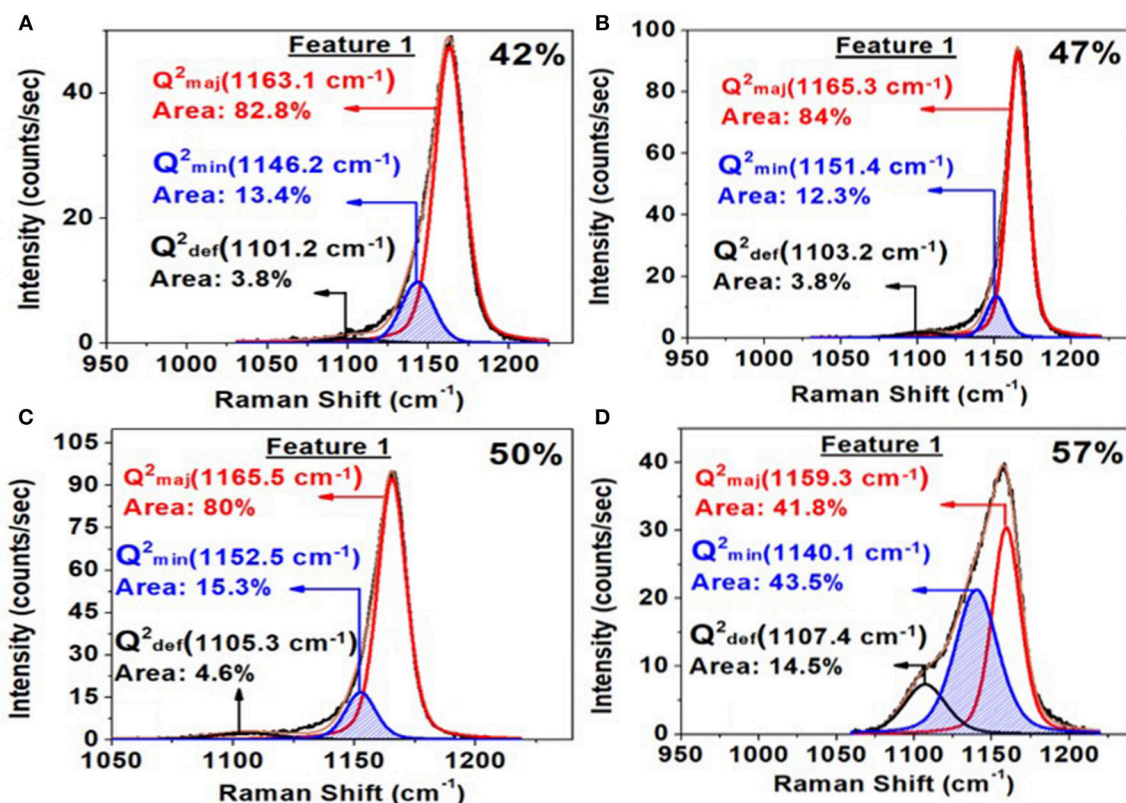 A
Feature 1
42%
Q²maj(1163.1 cm⁻¹)
Area: 82.8%
Q²min(1146.2 cm⁻¹)
Area: 13.4%
Q²def(1101.2 cm⁻¹)
Area: 3.8%
Intensity (counts/sec)
40
20
0
950 1000 1050 1100 1150 1200
Raman Shift (cm⁻¹)
B
Feature 1
47%
Q²maj(1165.3 cm⁻¹)
Area: 84%
Q²min(1151.4 cm⁻¹)
Area: 12.3%
Q²def(1103.2 cm⁻¹)
Area: 3.8%
Intensity (counts/sec)
100
80
60
40
20
0
950 1000 1050 1100 1150 1200
Raman Shift (cm⁻¹)
C
Feature 1
50%
Q²maj(1165.5 cm⁻¹)
Area: 80%
Q²min(1152.5 cm⁻¹)
Area: 15.3%
Q²def(1105.3 cm⁻¹)
Area: 4.6%
Intensity (counts/sec)
105
90
75
60
45
30
15
0
1050 1100 1150 1200
Raman Shift (cm⁻¹)
D
Feature 1
57%
Q²maj(1159.3 cm⁻¹)
Area: 41.8%
Q²min(1140.1 cm⁻¹)
Area: 43.5%
Q²def(1107.4 cm⁻¹)
Area: 14.5%
Intensity (counts/sec)
40
30
20
10
0
950 1000 1050 1100 1150 1200
Raman Shift (cm⁻¹)